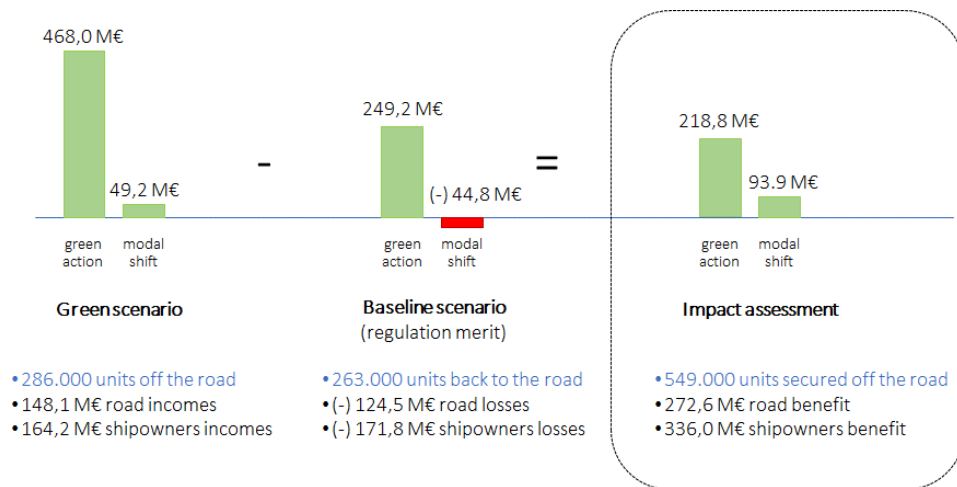 468,0 M€
49,2 M€
green action
modal shift
Green scenario
• 286.000 units off the road
• 148,1 M€ road incomes
• 164,2 M€ shipowners incomes
-
249,2 M€
(-) 44,8 M€
green action
modal shift
Baseline scenario
(regulation merit)
• 263.000 units back to the road
• (-) 124,5 M€ road losses
• (-) 171,8 M€ shipowners losses
=
218,8 M€
93.9 M€
green action
modal shift
Impact assessment
• 549.000 units secured off the road
• 272,6 M€ road benefit
• 336,0 M€ shipowners benefit